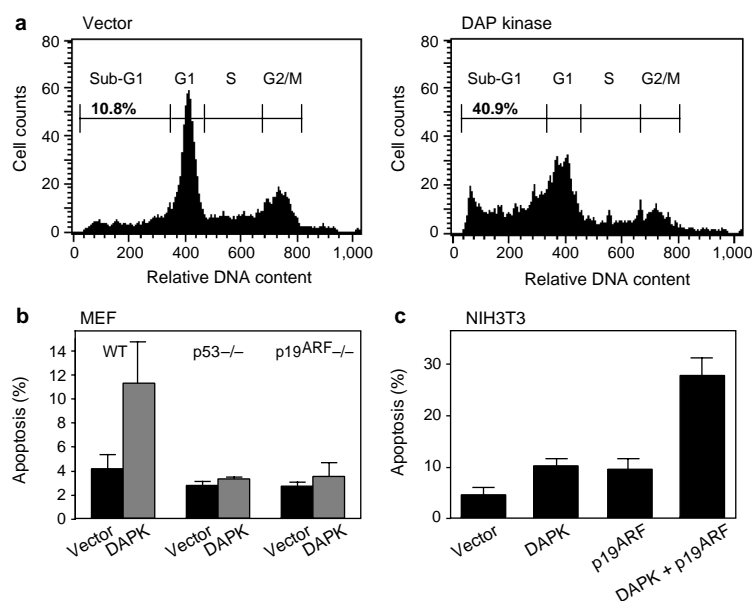 a
Vector
80
60
40
20
0
Cell counts
Sub-G1 G1 S G2/M
10.8%
0 200 400 600 800 1,000
Relative DNA content
DAP kinase
80
60
40
20
0
Cell counts
Sub-G1 G1 S G2/M
40.9%
0 200 400 600 800 1,000
Relative DNA content
b MEF
14
12
10
8
6
4
2
0
Apoptosis (%)
WT p53–/– p19ARF–/–
Vector DAPK Vector DAPK Vector DAPK
c NIH3T3
30
20
10
0
Apoptosis (%)
Vector DAPK p19ARF DAPK + p19ARF